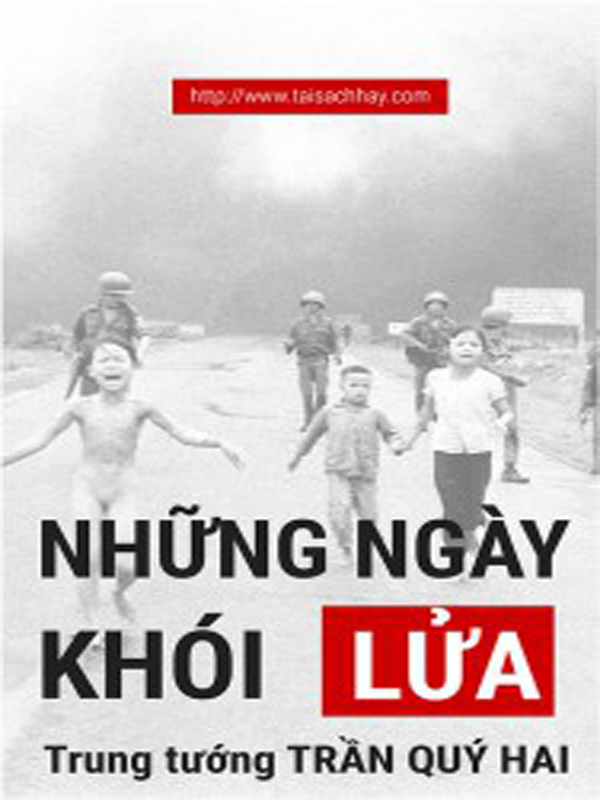 http://www.taisachhay.com
NHỮNG NGÀY
KHÓI LỬA
Trung tướng TRẦN QUÝ HAI